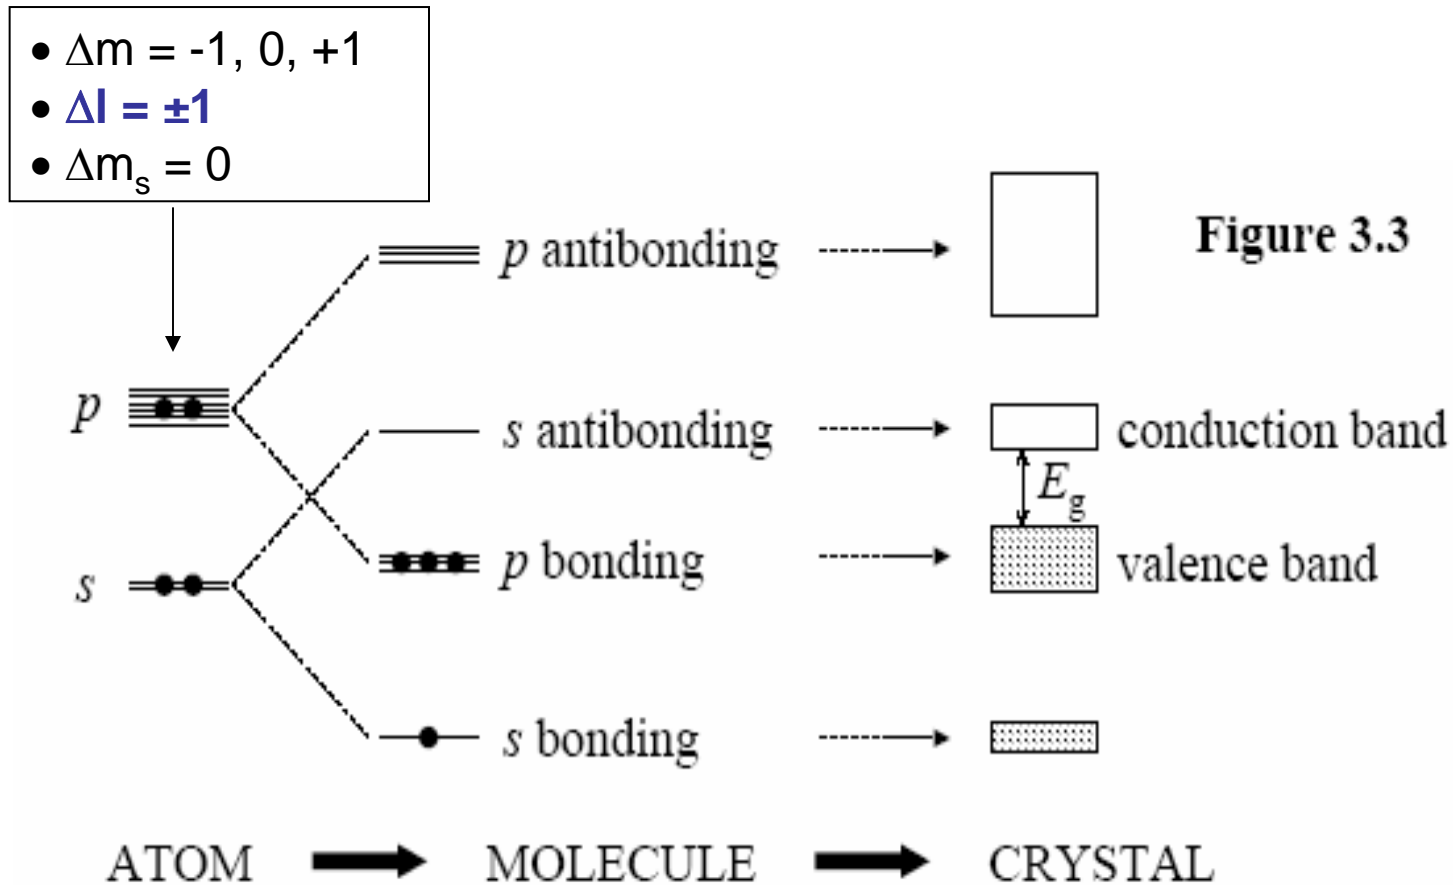 • Δm = -1, 0, +1
• Δl = ±1
• Δmₛ = 0
Figure 3.3
p antibonding
p
s antibonding
conduction band
E_g
p bonding
valence band
s
s bonding
ATOM
MOLECULE
CRYSTAL